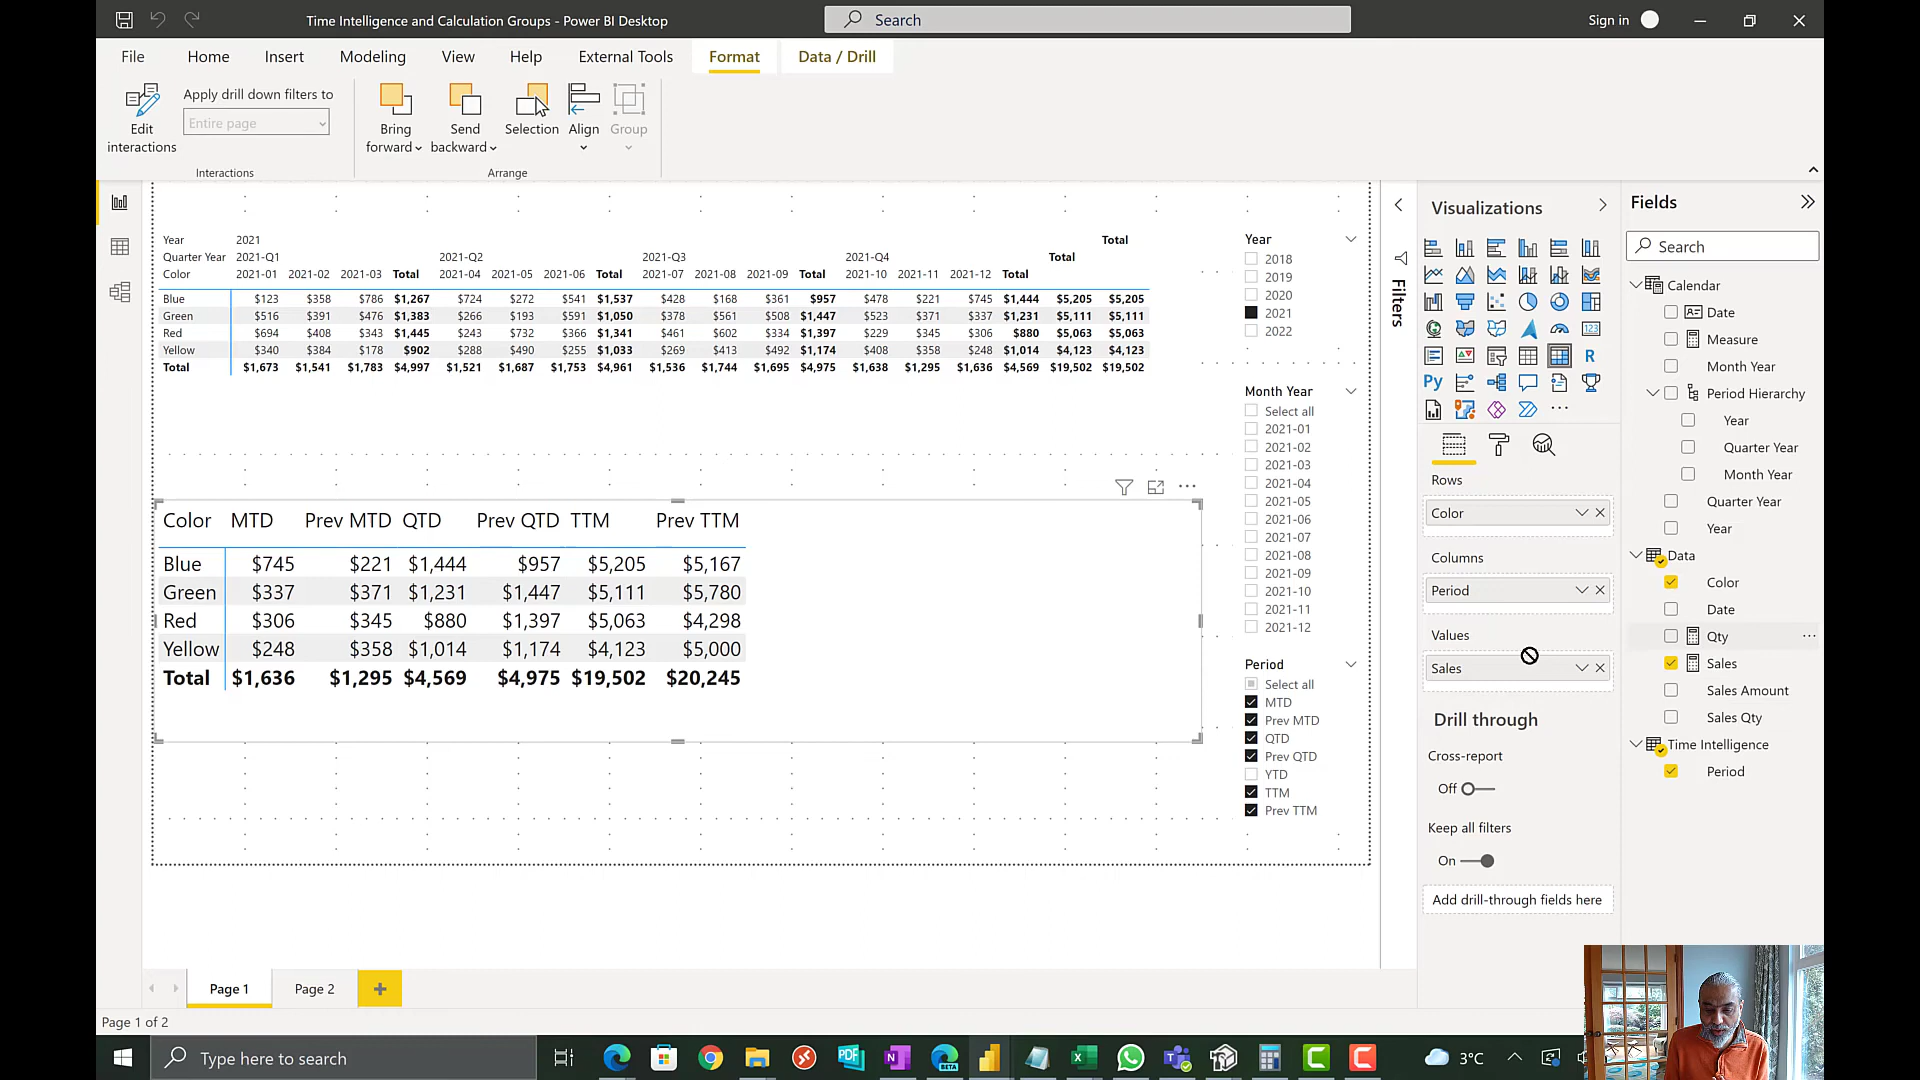 Time Intelligence and Calculation Groups - Power BI Desktop
Search
Sign in
File Home Insert Modeling View Help External Tools Format Data / Drill
Apply drill down filters to
Entire page
Edit interactions
Bring forward
Send backward
Selection
Align
Group
Interactions
Arrange
Year 2021 Total
Quarter Year 2021-Q1 2021-Q2 2021-Q3 2021-Q4 Total
Color 2021-01 2021-02 2021-03 Total 2021-04 2021-05 2021-06 Total 2021-07 2021-08 2021-09 Total 2021-10 2021-11 2021-12 Total
Blue $123 $358 $786 $1,267 $724 $272 $541 $1,537 $428 $168 $361 $957 $478 $221 $745 $1,444 $5,205 $5,205
Green $516 $391 $476 $1,383 $266 $193 $591 $1,050 $378 $561 $508 $1,447 $523 $371 $337 $1,231 $5,111 $5,111
Red $694 $408 $343 $1,445 $243 $732 $366 $1,341 $461 $602 $334 $1,397 $229 $345 $306 $880 $5,063 $5,063
Yellow $340 $384 $178 $902 $288 $490 $255 $1,033 $269 $413 $492 $1,174 $408 $358 $248 $1,014 $4,123 $4,123
Total $1,673 $1,541 $1,783 $4,997 $1,521 $1,687 $1,753 $4,961 $1,536 $1,744 $1,695 $4,975 $1,638 $1,295 $1,636 $4,569 $19,502 $19,502
Color MTD Prev MTD QTD Prev QTD TTM Prev TTM
Blue $745 $221 $1,444 $957 $5,205 $5,167
Green $337 $371 $1,231 $1,447 $5,111 $5,780
Red $306 $345 $880 $1,397 $5,063 $4,298
Yellow $248 $358 $1,014 $1,174 $4,123 $5,000
Total $1,636 $1,295 $4,569 $4,975 $19,502 $20,245
Year
2018
2019
2020
2021
2022
Month Year
Select all
2021-01
2021-02
2021-03
2021-04
2021-05
2021-06
2021-07
2021-08
2021-09
2021-10
2021-11
2021-12
Period
Select all
MTD
Prev MTD
QTD
Prev QTD
YTD
TTM
Prev TTM
Filters
Visualizations
R
Py
Rows
Color
Columns
Period
Values
Sales
Drill through
Cross-report
Off
Keep all filters
On
Add drill-through fields here
Fields
Search
Calendar
Date
Measure
Month Year
Period Hierarchy
Year
Quarter Year
Month Year
Quarter Year
Year
Data
Color
Date
Qty
Sales
Sales Amount
Sales Qty
Time Intelligence
Period
Page 1
Page 2
Page 1 of 2
Type here to search
3°C